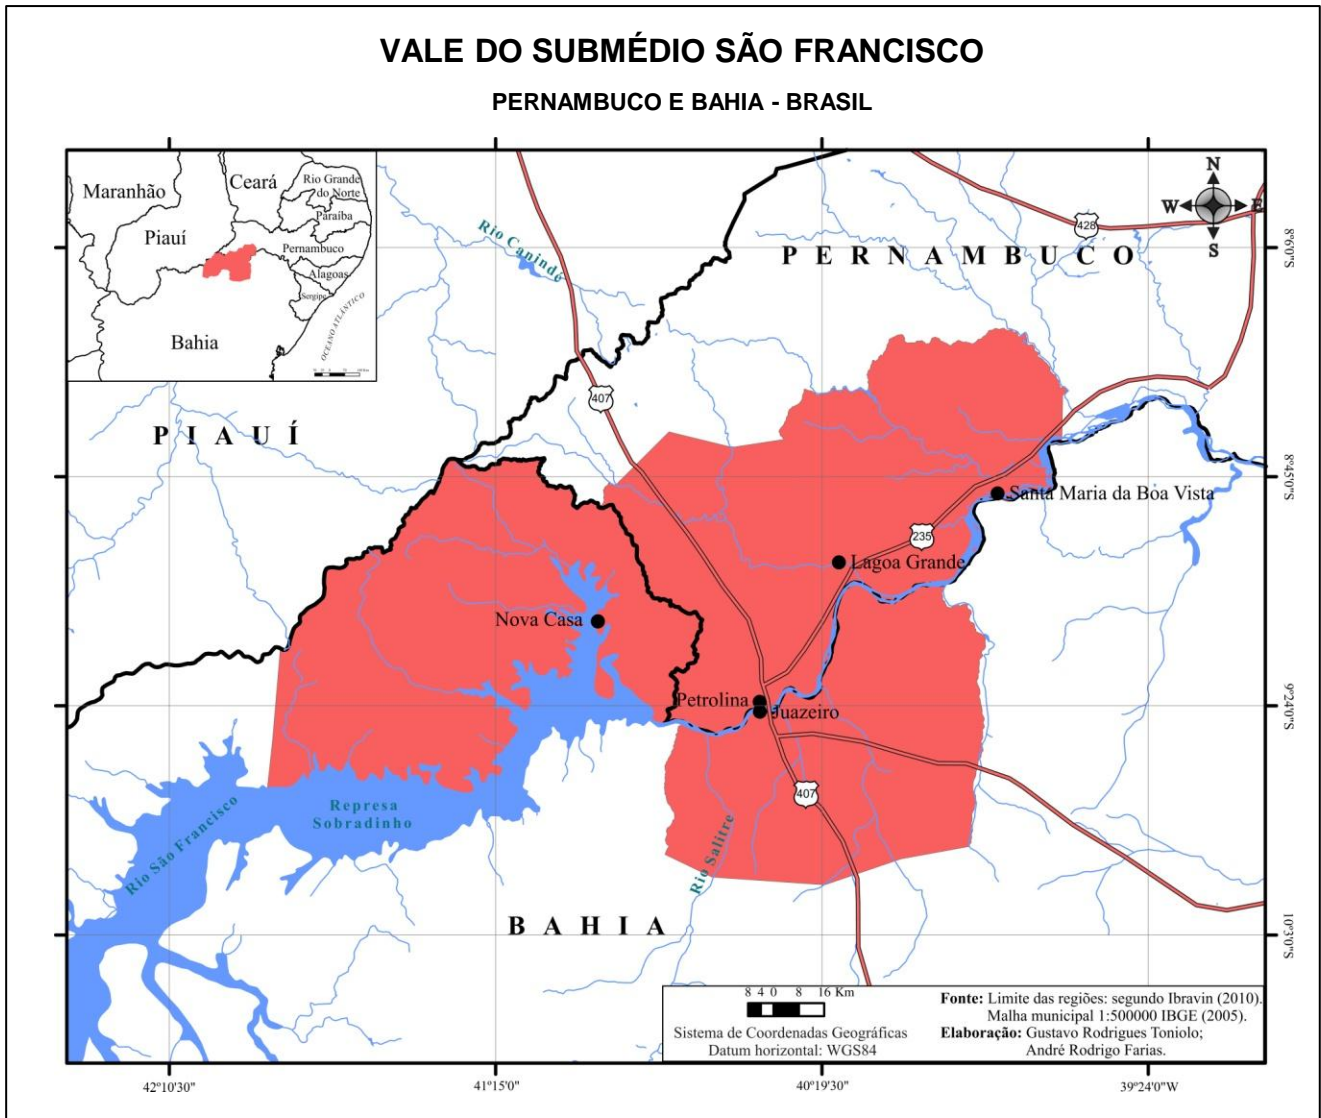 VALE DO SUBMÉDIO SÃO FRANCISCO
PERNAMBUCO E BAHIA - BRASIL
Maranhão
Ceará
Rio Grande
do Norte
Paraíba
Piauí
Pernambuco
Alagoas
Sergipe
Bahia
OCEANO ATLÂNTICO
N
W
E
S
Rio Canindé
428
PERNAMBUCO
8°6'0"S
407
PIAUÍ
8°45'0"S
Santa Maria da Boa Vista
235
Lagoa Grande
Nova Casa
Petrolina
Juazeiro
9°24'0"S
407
Represa
Sobradinho
Rio São Francisco
Rio Salitre
BAHIA
10°3'0"S
8 4 0 8 16 Km
Sistema de Coordenadas Geográficas
Datum horizontal: WGS84
Fonte: Limite das regiões: segundo Ibravin (2010).
Malha municipal 1:500000 IBGE (2005).
Elaboração: Gustavo Rodrigues Toniolo;
André Rodrigo Farias.
42°10'30"
41°15'0"
40°19'30"
39°24'0"W